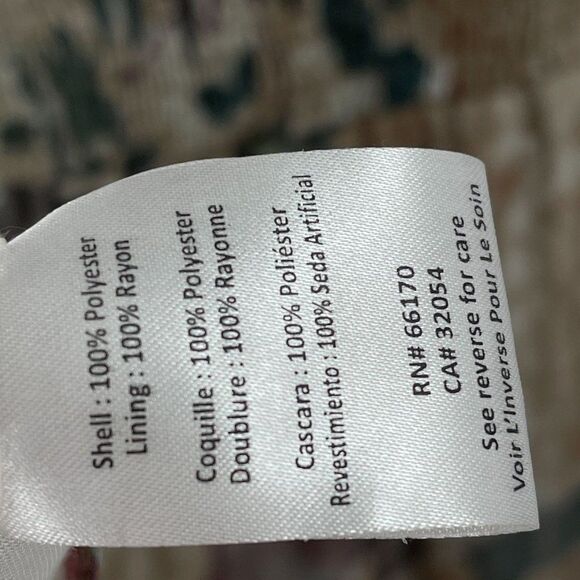 Shell : 100% Polyester
Lining : 100% Rayon
Coquille : 100% Polyester
Doublure : 100% Rayonne
Cascara : 100% Poliéster
Revestimiento : 100% Seda Artificial
RN# 66170
CA# 32054
See reverse for care
Voir L'Inverse Pour Le Soin